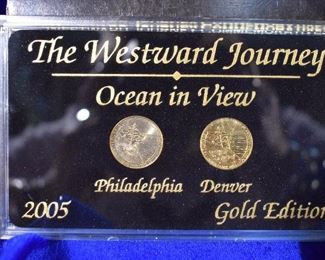 The Westward Journey
Ocean in View
Philadelphia Denver
2005 Gold Edition